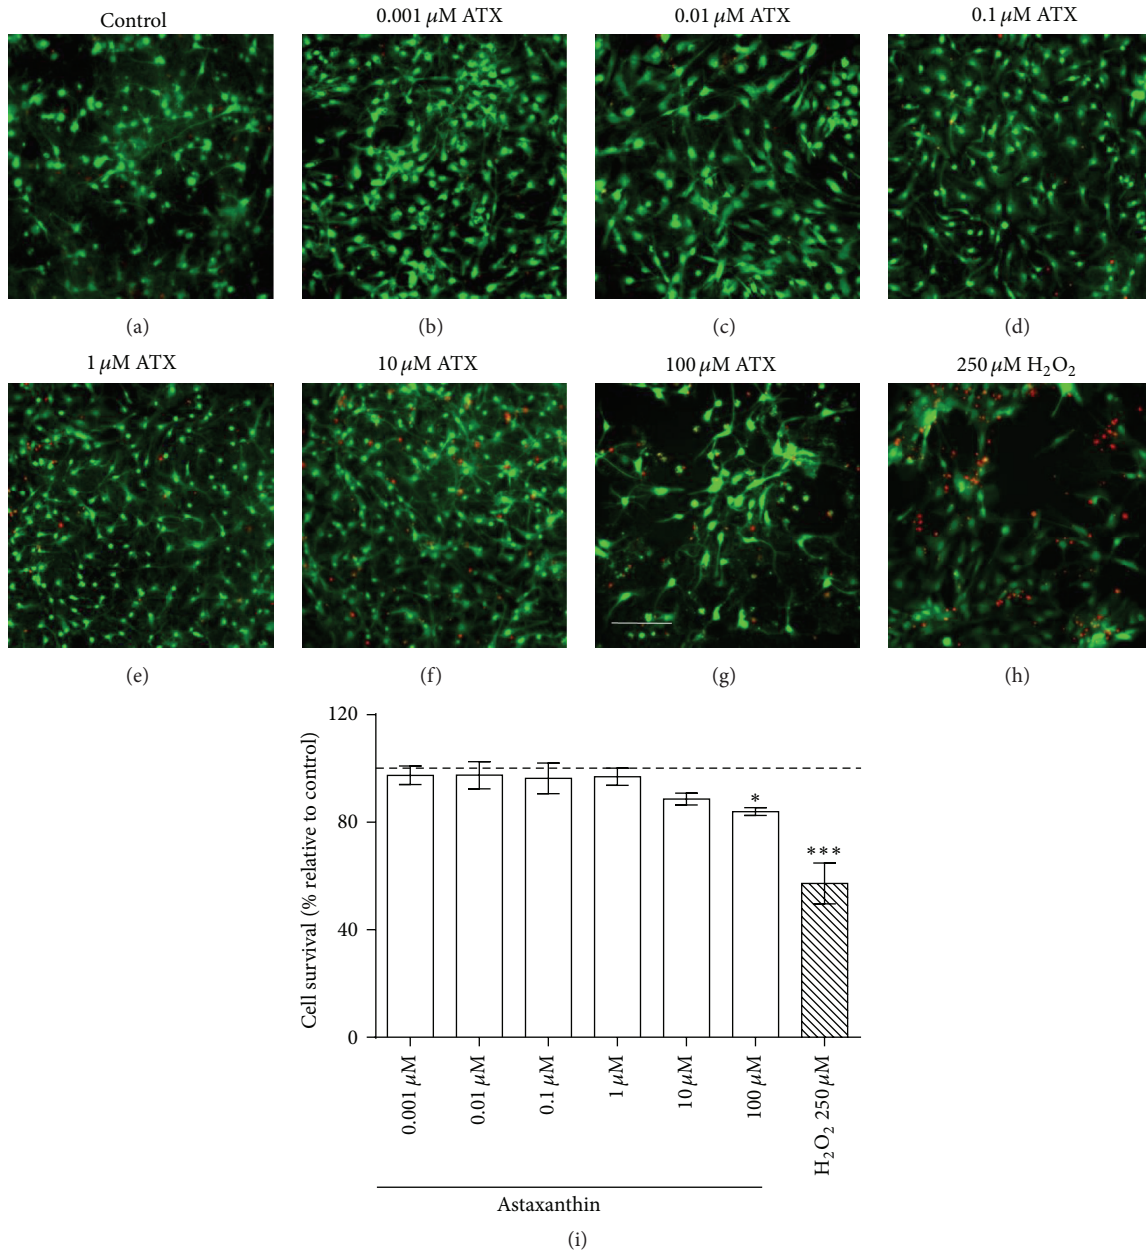 Control
0.001 μM ATX
0.01 μM ATX
0.1 μM ATX
(a)
(b)
(c)
(d)
1 μM ATX
10 μM ATX
100 μM ATX
250 μM H₂O₂
(e)
(f)
(g)
(h)
Cell survival (% relative to control)
120
80
40
0
*
***
0.001 μM
0.01 μM
0.1 μM
1 μM
10 μM
100 μM
H₂O₂ 250 μM
Astaxanthin
(i)